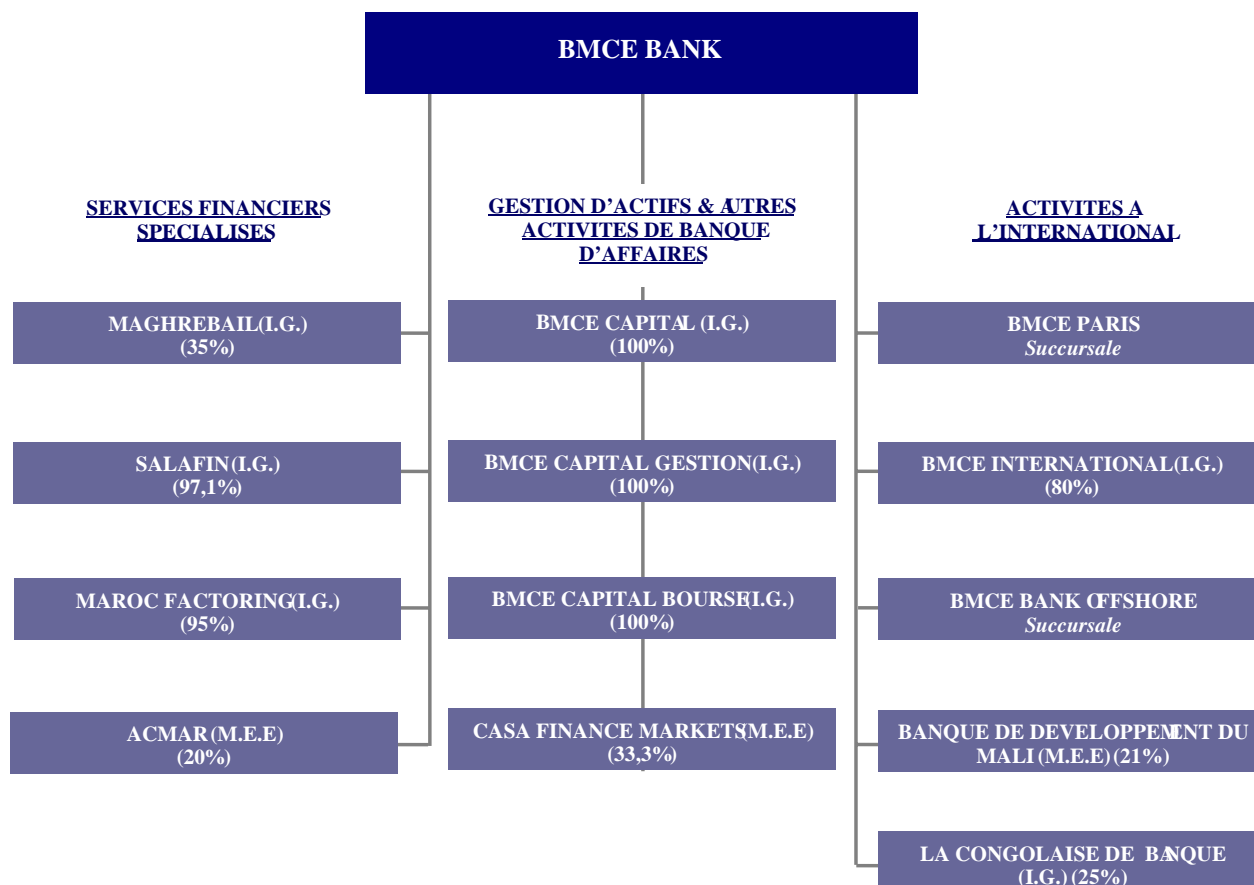 BMCE BANK
SERVICES FINANCIERS
SPECIALISES
MAGHREBAIL (I.G.)
(35%)
SALAFIN (I.G.)
(97,1%)
MAROC FACTORING (I.G.)
(95%)
ACMAR (M.E.E)
(20%)
GESTION D’ACTIFS & AUTRES
ACTIVITES DE BANQUE
D’AFFAIRES
BMCE CAPITAL (I.G.)
(100%)
BMCE CAPITAL GESTION (I.G.)
(100%)
BMCE CAPITAL BOURSE (I.G.)
(100%)
CASA FINANCE MARKETS (M.E.E)
(33,3%)
ACTIVITES A
L’INTERNATIONAL
BMCE PARIS
Succursale
BMCE INTERNATIONAL (I.G.)
(80%)
BMCE BANK OFFSHORE
Succursale
BANQUE DE DEVELOPPEMENT DU
MALI (M.E.E) (21%)
LA CONGOLAISE DE BANQUE
(I.G.) (25%)